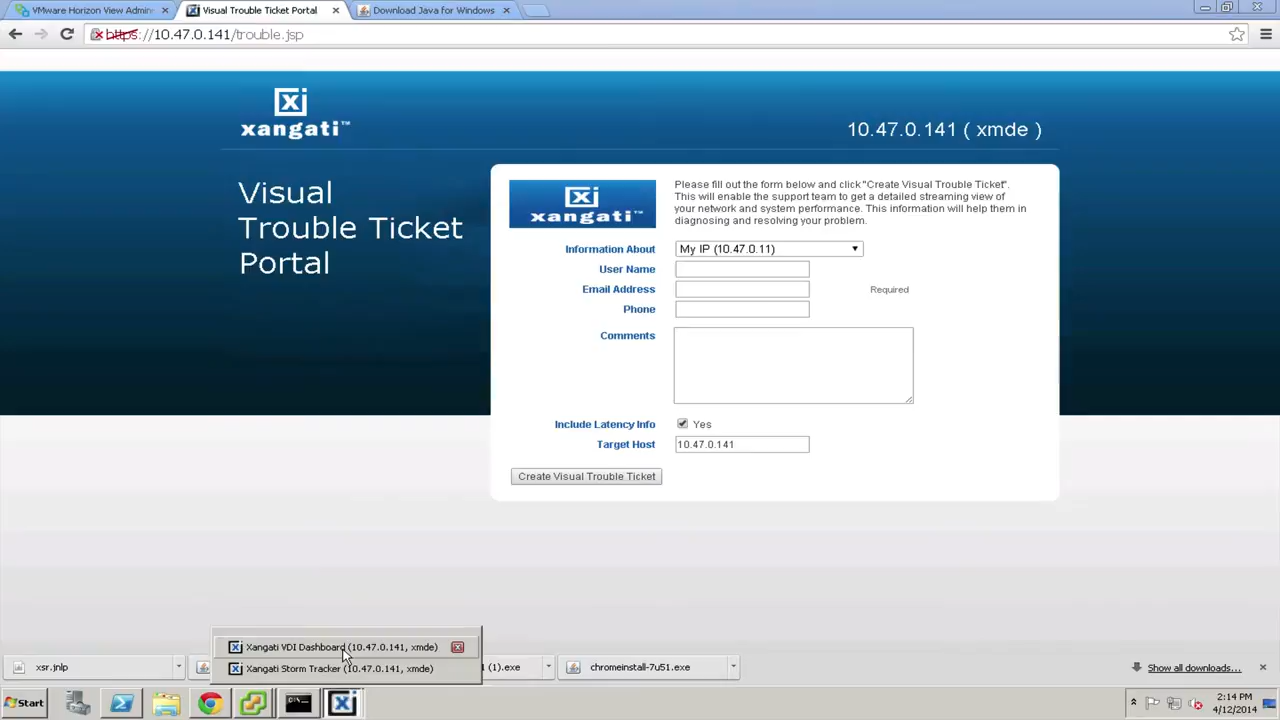 VMware Horizon View Admin
Visual Trouble Ticket Portal
Download Java for Windows
https://10.47.0.141/trouble.jsp
xangati™
10.47.0.141 ( xmde )
Visual
Trouble Ticket
Portal
xangati™
Please fill out the form below and click "Create Visual Trouble Ticket".
This will enable the support team to get a detailed streaming view of
your network and system performance. This information will help them in
diagnosing and resolving your problem.
Information About
My IP (10.47.0.11)
User Name
Email Address
Required
Phone
Comments
Include Latency Info
Yes
Target Host
10.47.0.141
Create Visual Trouble Ticket
Xangati VDI Dashboard (10.47.0.141, xmde)
Xangati Storm Tracker (10.47.0.141, xmde)
xsr.jnlp
(1).exe
chromeinstall-7u51.exe
Show all downloads...
Start
2:14 PM
4/12/2014